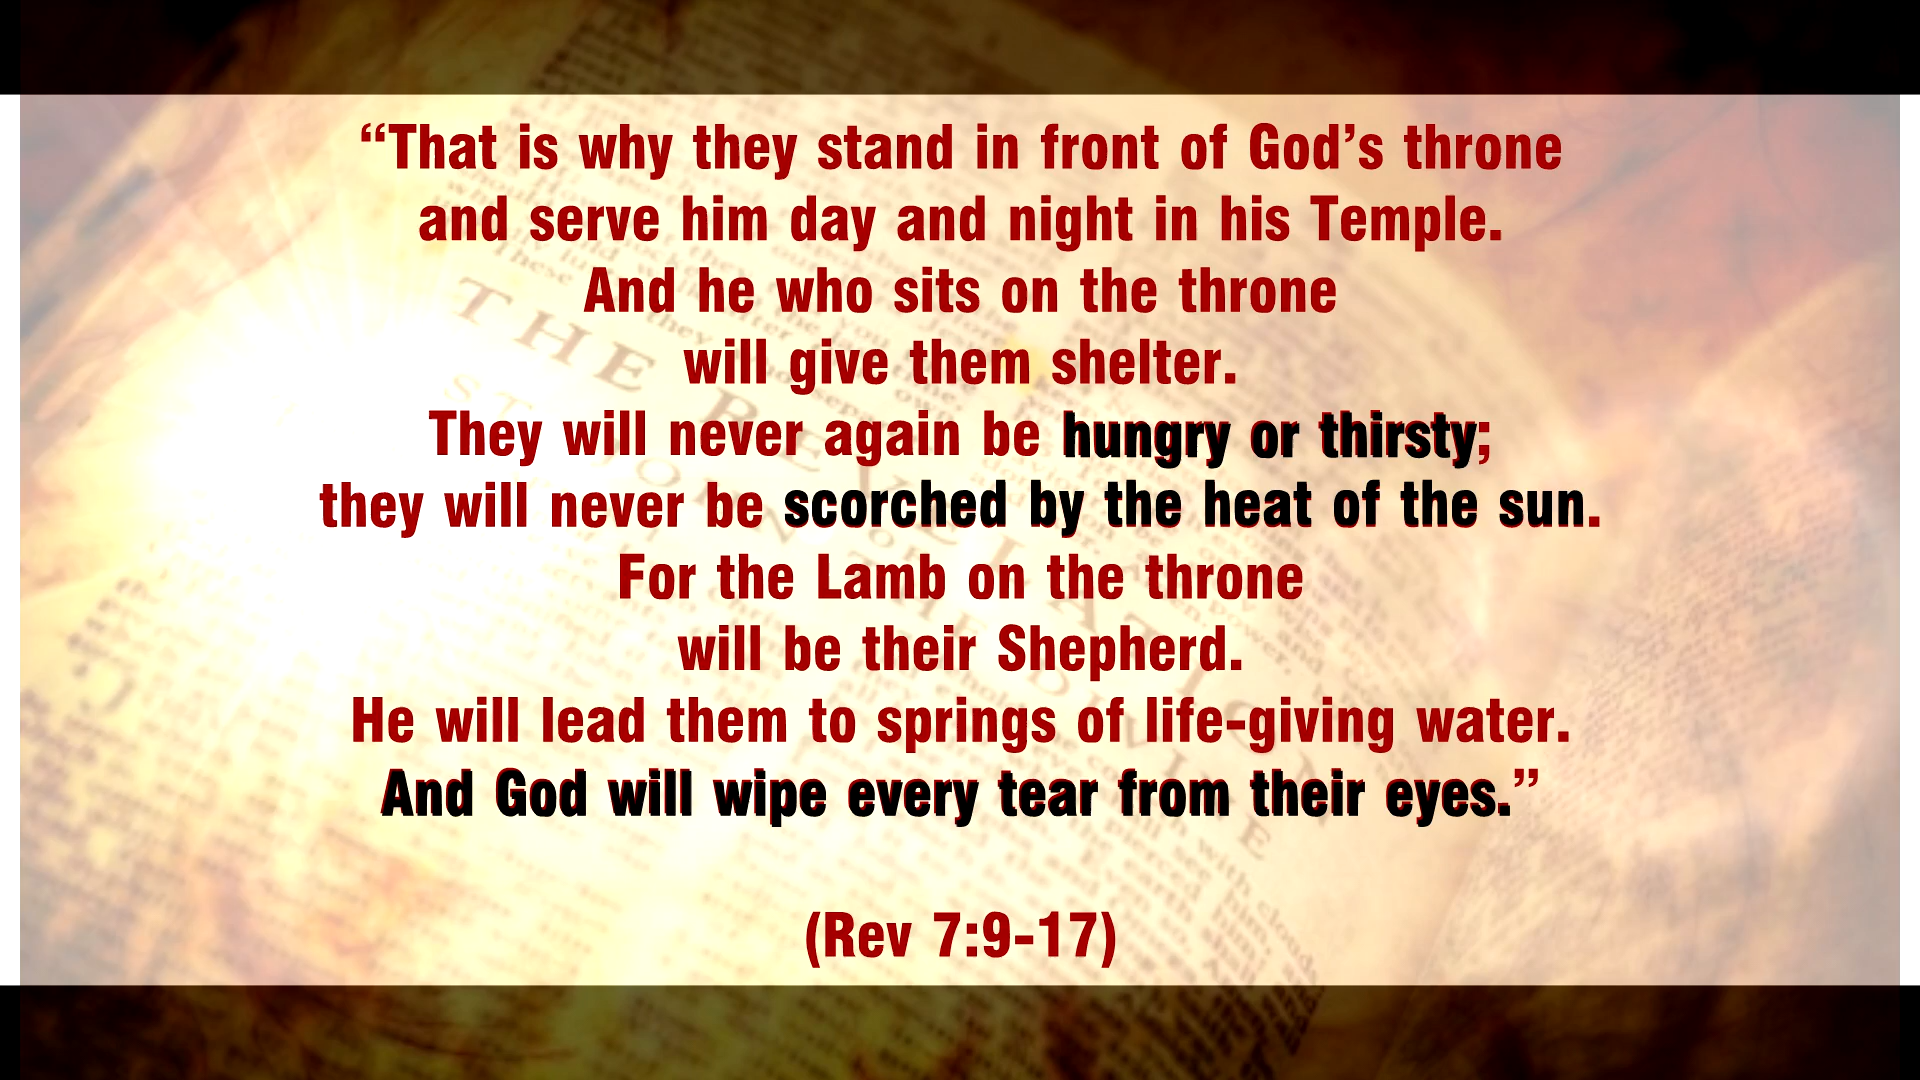 “That is why they stand in front of God’s throne
and serve him day and night in his Temple.
And he who sits on the throne
will give them shelter.
They will never again be hungry or thirsty;
they will never be scorched by the heat of the sun.
For the Lamb on the throne
will be their Shepherd.
He will lead them to springs of life-giving water.
And God will wipe every tear from their eyes.”
(Rev 7:9-17)
THE REVELATION
ST. JOHN